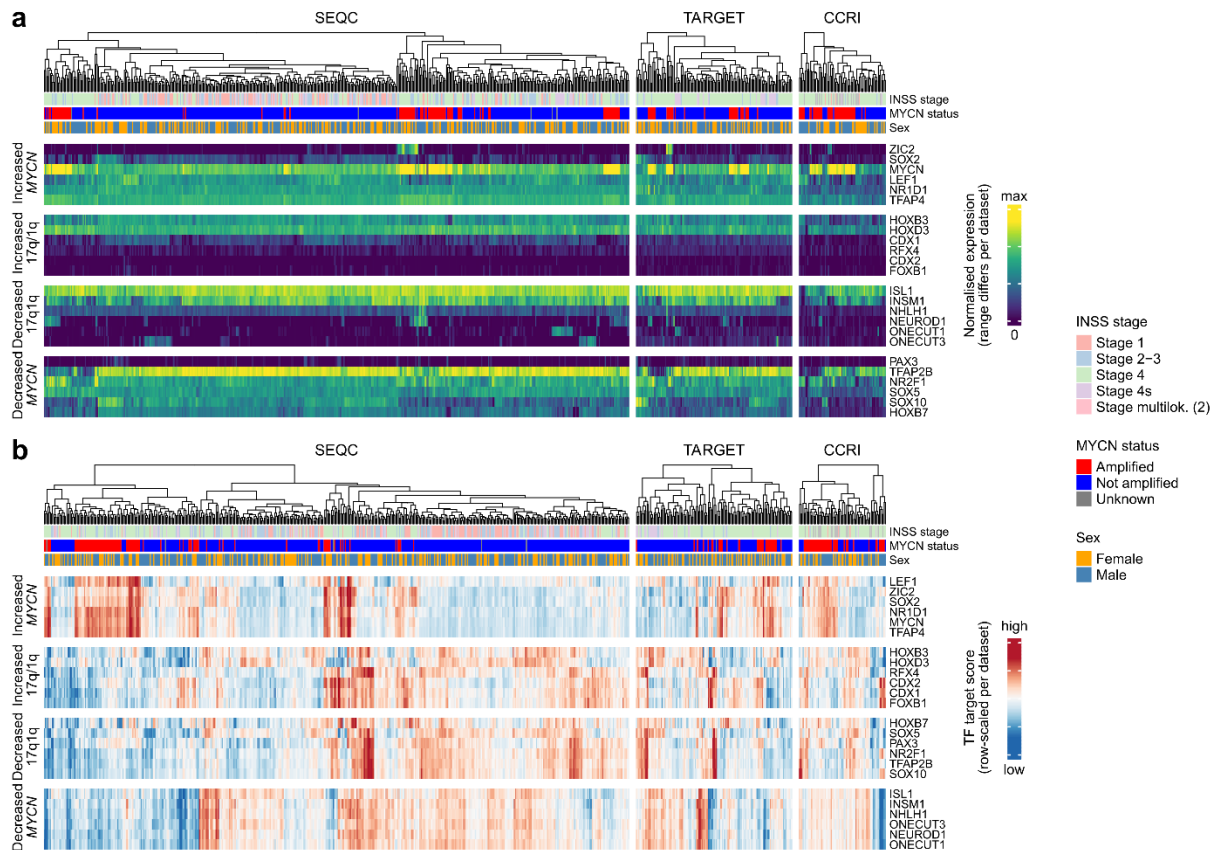 a
SEQC
TARGET
CCRI
INSS stage
MYCN status
Sex
Increased
MYCN
ZIC2
SOX2
MYCN
LEF1
NR1D1
TFAP4
Increased
17q/1q
HOXB3
HOXD3
CDX1
RFX4
CDX2
FOXB1
Decreased
17q1q
ISL1
INSM1
NHLH1
NEUROD1
ONECUT1
ONECUT3
Decreased
MYCN
PAX3
TFAP2B
NR2F1
SOX5
SOX10
HOXB7
Normalised expression
(range differs per dataset)
max
0
INSS stage
Stage 1
Stage 2−3
Stage 4
Stage 4s
Stage multilok. (2)
MYCN status
Amplified
Not amplified
Unknown
Sex
Female
Male
b
SEQC
TARGET
CCRI
INSS stage
MYCN status
Sex
Increased
MYCN
LEF1
ZIC2
SOX2
NR1D1
MYCN
TFAP4
Increased
17q/1q
HOXB3
HOXD3
RFX4
CDX2
CDX1
FOXB1
Decreased
17q1q
HOXB7
SOX5
PAX3
NR2F1
TFAP2B
SOX10
Decreased
MYCN
ISL1
INSM1
NHLH1
ONECUT3
NEUROD1
ONECUT1
TF target score
(row-scaled per dataset)
high
low